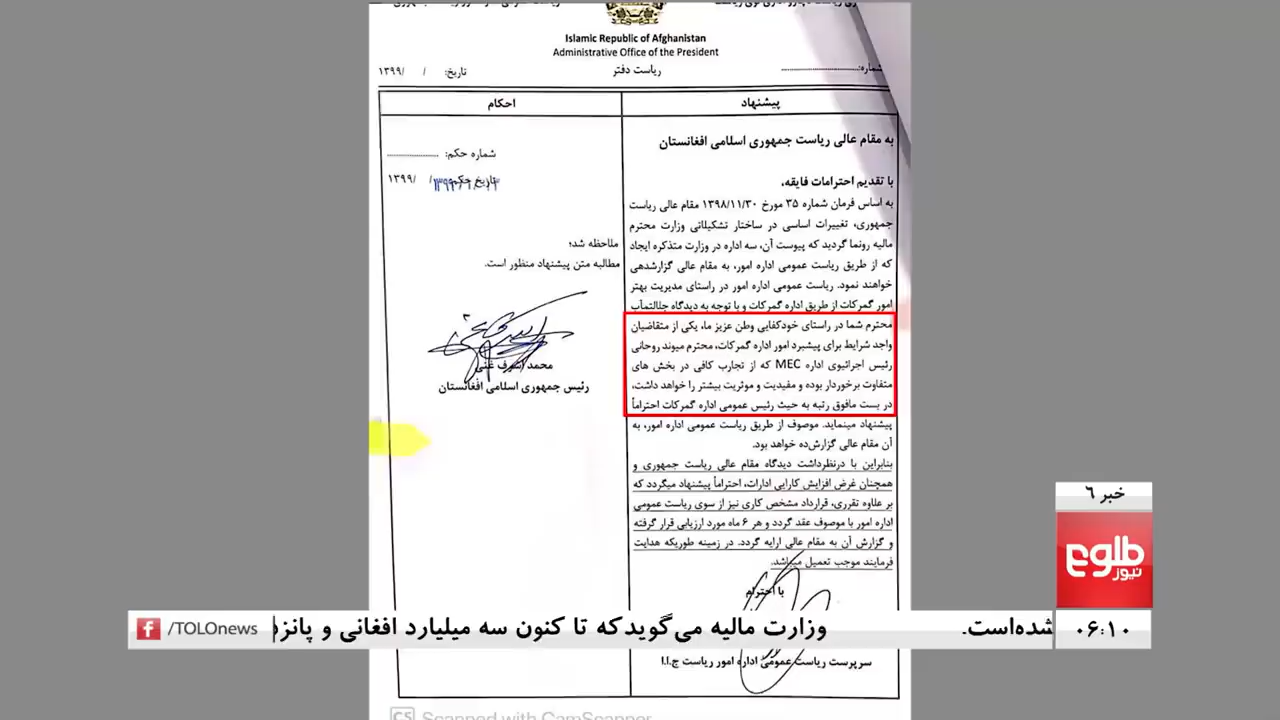 Islamic Republic of Afghanistan
Administrative Office of the President
ریاست دفتر
شماره:
تاریخ: / /۱۳۹۹
پیشنهاد
احکام
به مقام عالی ریاست جمهوری اسلامی افغانستان
با تقدیم احترامات فایقه،
به اساس فرمان شماره ۳۵ مورخ ۱۳۹۸/۱۱/۳۰ مقام عالی ریاست
جمهوری، تغییرات اساسی در ساختار تشکیلاتی وزارت محترم
مالیه رونما گردید که پیوست آن، سه اداره در وزارت متذکره ایجاد
که از طریق ریاست عمومی اداره امور، به مقام عالی گزارشدهی
خواهند نمود. ریاست عمومی اداره امور در راستای مدیریت بهتر
امور گمرکات از طریق اداره گمرکات و با توجه به دیدگاه جلالتمآب
محترم شما در راستای خودکفایی وطن عزیز ما، یکی از متقاضیان
واجد شرایط برای پیشبرد امور اداره گمرکات، محترم میوند روحانی
رئیس اجرائیوی اداره MEC که از تجارب کافی در بخش های
متفاوت برخوردار بوده و مفیدیت و موثریت بیشتر را خواهد داشت،
در بست مافوق رتبه به حیث رئیس عمومی اداره گمرکات احتراماً
پیشنهاد مینماید. موصوف از طریق ریاست عمومی اداره امور، به
آن مقام عالی گزارش‌ده خواهد بود.
بنابراین با درنظرداشت دیدگاه مقام عالی ریاست جمهوری و
همچنان غرض افزایش کارایی ادارات، احتراماً پیشنهاد میگردد که
بر علاوه تقرری، قرارداد مشخص کاری نیز از سوی ریاست عمومی
اداره امور با موصوف عقد گردد و هر ۶ ماه مورد ارزیابی قرار گرفته
و گزارش آن به مقام عالی ارایه گردد. در زمینه طوریکه هدایت
فرمایند موجب تعمیل میباشد.
با احترام
سرپرست ریاست عمومی اداره امور ریاست ج.ا.ا
شماره حکم:
تاریخ حکم: / /۱۳۹۹
ملاحظه شد؛
مطالبه متن پیشنهاد منظور است.
محمد اشرف غنی
رئیس جمهوری اسلامی افغانستان
CS Scanned with CamScanner
خبر ۶
طلوع
نیوز
۰۶:۱۰
شده‌است. وزارت مالیه می‌گویدکه تا کنون سه میلیارد افغانی و پانزد
/TOLOnews